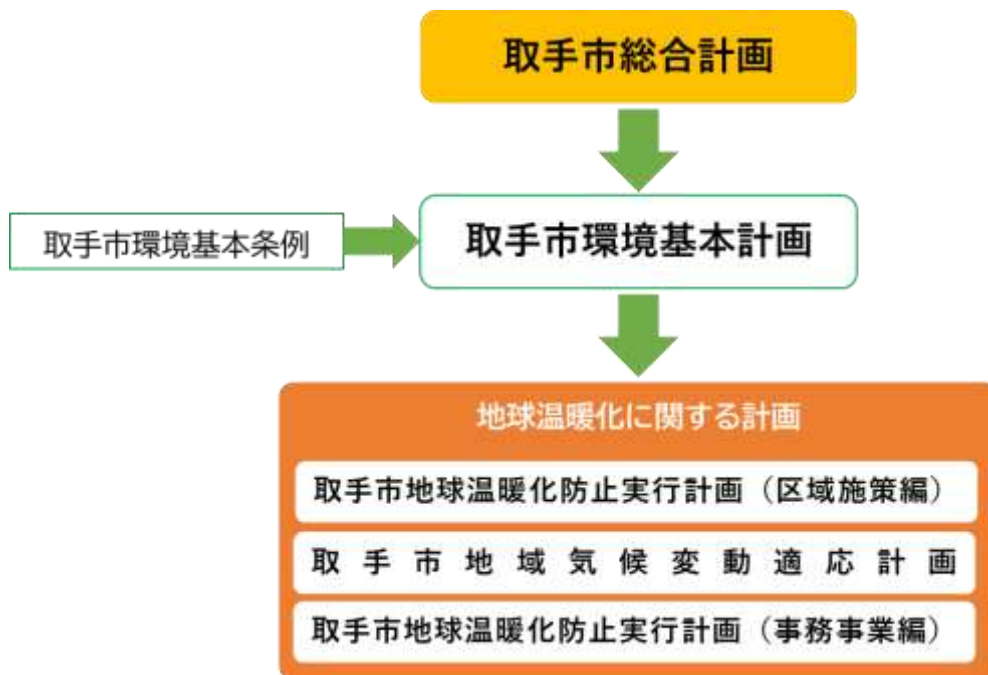 取手市総合計画
取手市環境基本条例
取手市環境基本計画
地球温暖化に関する計画
取手市地球温暖化防止実行計画（区域施策編）
取手市地域気候変動適応計画
取手市地球温暖化防止実行計画（事務事業編）